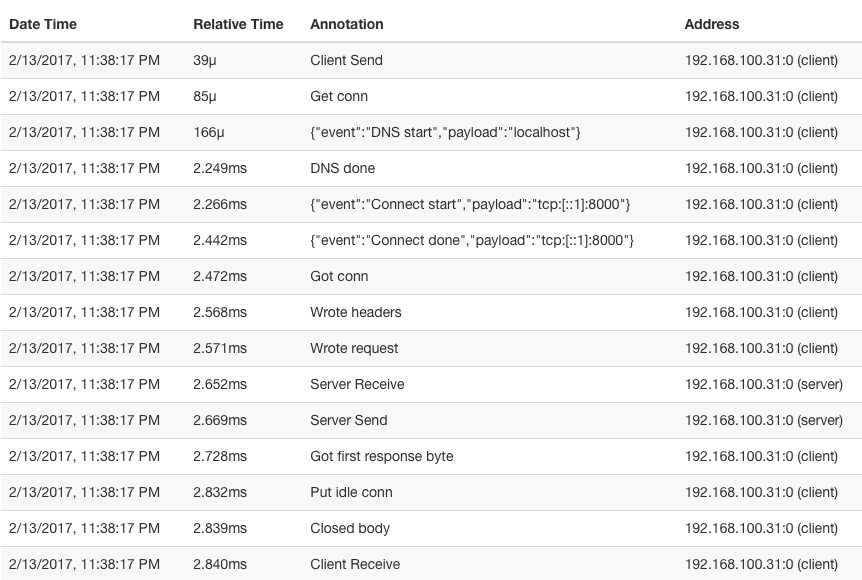 Date Time Relative Time Annotation Address
2/13/2017, 11:38:17 PM 39μ Client Send 192.168.100.31:0 (client)
2/13/2017, 11:38:17 PM 85μ Get conn 192.168.100.31:0 (client)
2/13/2017, 11:38:17 PM 166μ {"event":"DNS start","payload":"localhost"} 192.168.100.31:0 (client)
2/13/2017, 11:38:17 PM 2.249ms DNS done 192.168.100.31:0 (client)
2/13/2017, 11:38:17 PM 2.266ms {"event":"Connect start","payload":"tcp:[::1]:8000"} 192.168.100.31:0 (client)
2/13/2017, 11:38:17 PM 2.442ms {"event":"Connect done","payload":"tcp:[::1]:8000"} 192.168.100.31:0 (client)
2/13/2017, 11:38:17 PM 2.472ms Got conn 192.168.100.31:0 (client)
2/13/2017, 11:38:17 PM 2.568ms Wrote headers 192.168.100.31:0 (client)
2/13/2017, 11:38:17 PM 2.571ms Wrote request 192.168.100.31:0 (client)
2/13/2017, 11:38:17 PM 2.652ms Server Receive 192.168.100.31:0 (server)
2/13/2017, 11:38:17 PM 2.669ms Server Send 192.168.100.31:0 (server)
2/13/2017, 11:38:17 PM 2.728ms Got first response byte 192.168.100.31:0 (client)
2/13/2017, 11:38:17 PM 2.832ms Put idle conn 192.168.100.31:0 (client)
2/13/2017, 11:38:17 PM 2.839ms Closed body 192.168.100.31:0 (client)
2/13/2017, 11:38:17 PM 2.840ms Client Receive 192.168.100.31:0 (client)